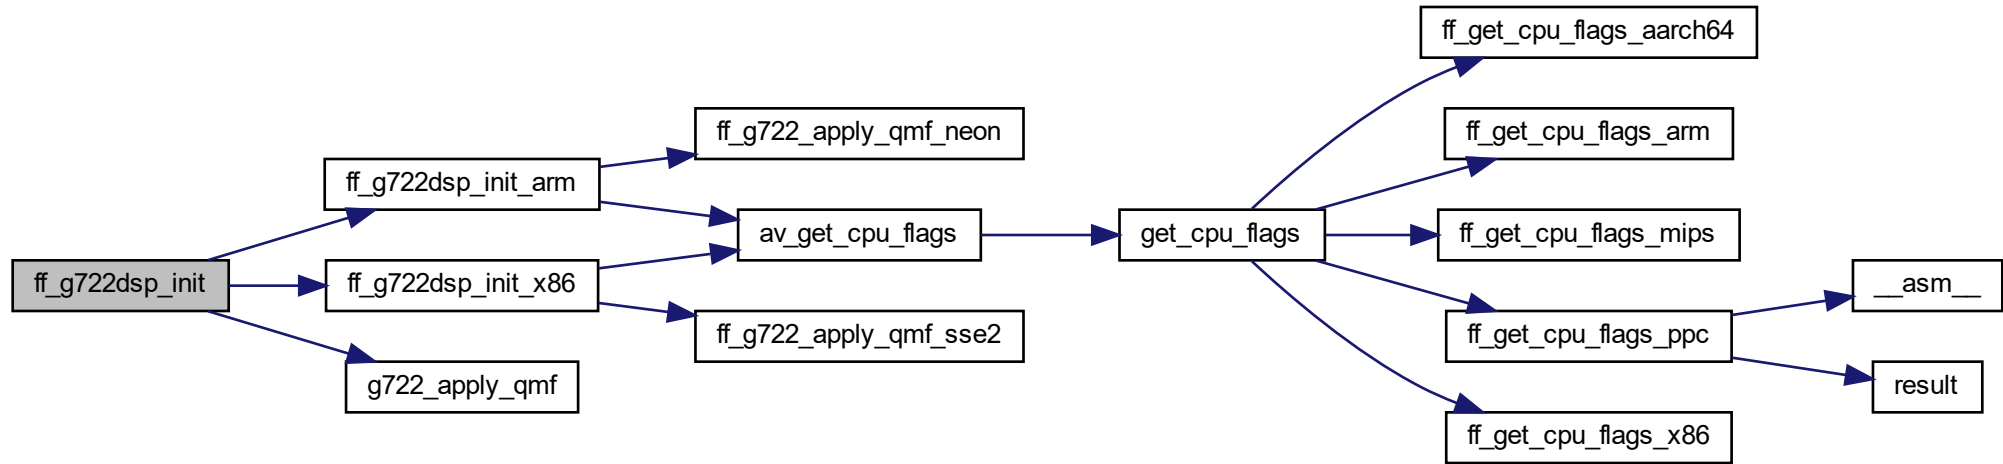 ff_g722dsp_init
ff_g722dsp_init_arm
ff_g722dsp_init_x86
g722_apply_qmf
ff_g722_apply_qmf_neon
av_get_cpu_flags
ff_g722_apply_qmf_sse2
get_cpu_flags
ff_get_cpu_flags_aarch64
ff_get_cpu_flags_arm
ff_get_cpu_flags_mips
ff_get_cpu_flags_ppc
ff_get_cpu_flags_x86
__asm__
result